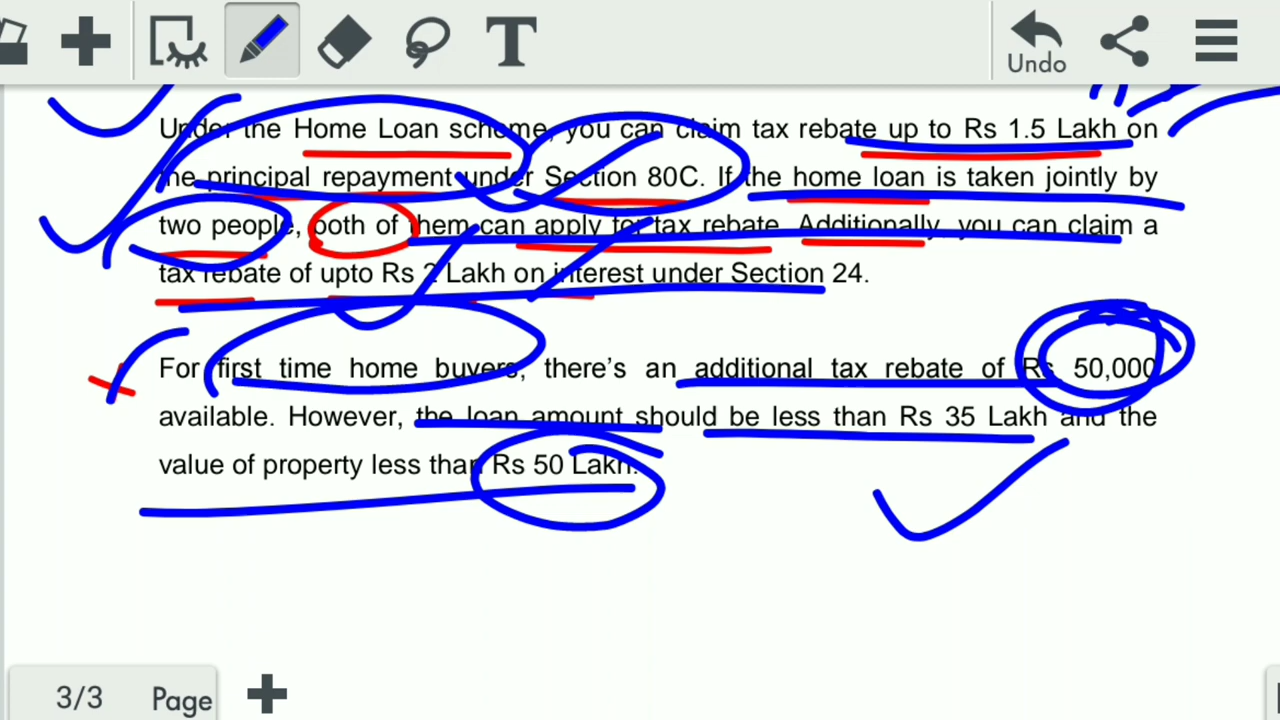 T
Undo
Under the Home Loan scheme, you can claim tax rebate up to Rs 1.5 Lakh on
the principal repayment under Section 80C. If the home loan is taken jointly by
two people, both of them can apply for tax rebate. Additionally, you can claim a
tax rebate of upto Rs 2 Lakh on interest under Section 24.
For first time home buyers, there's an additional tax rebate of Rs 50,000
available. However, the loan amount should be less than Rs 35 Lakh and the
value of property less than Rs 50 Lakh.
3/3 Page